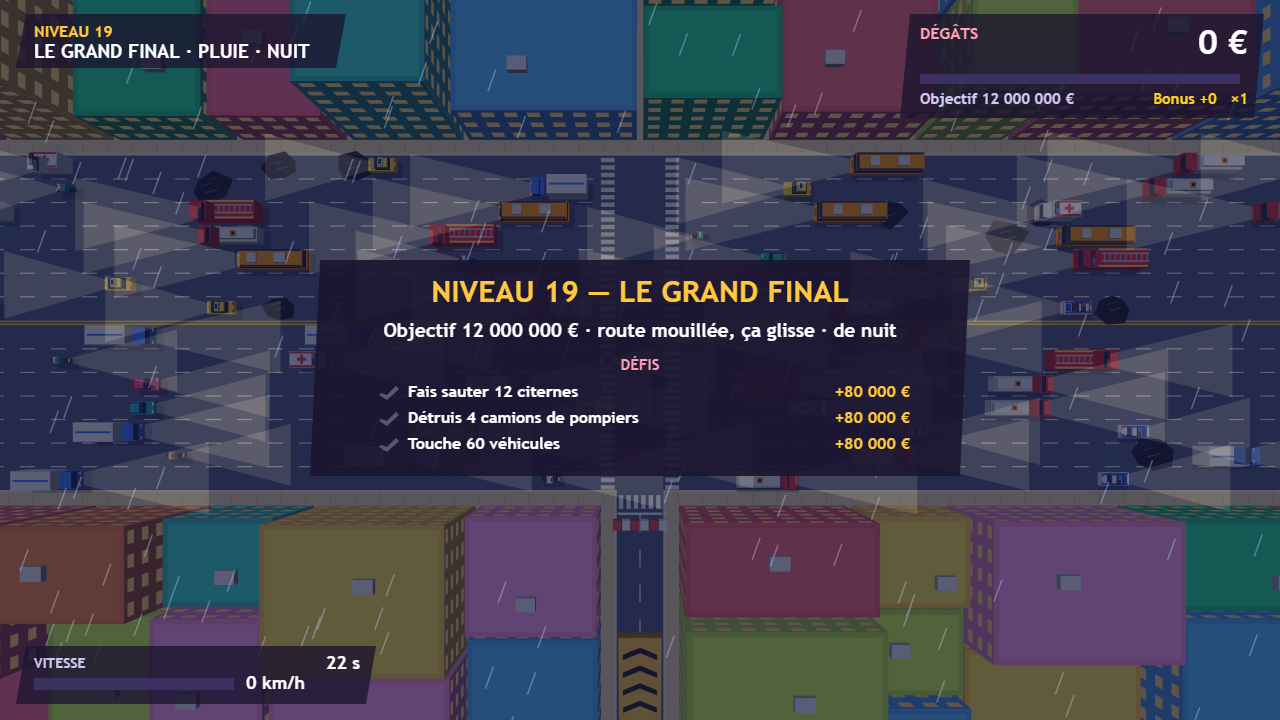 NIVEAU 19
LE GRAND FINAL · PLUIE · NUIT
DÉGÂTS
0 €
Objectif 12 000 000 €
Bonus +0 ×1
NIVEAU 19 — LE GRAND FINAL
Objectif 12 000 000 € · route mouillée, ça glisse · de nuit
DÉFIS
Fais sauter 12 citernes +80 000 €
Détruis 4 camions de pompiers +80 000 €
Touche 60 véhicules +80 000 €
VITESSE
22 s
0 km/h